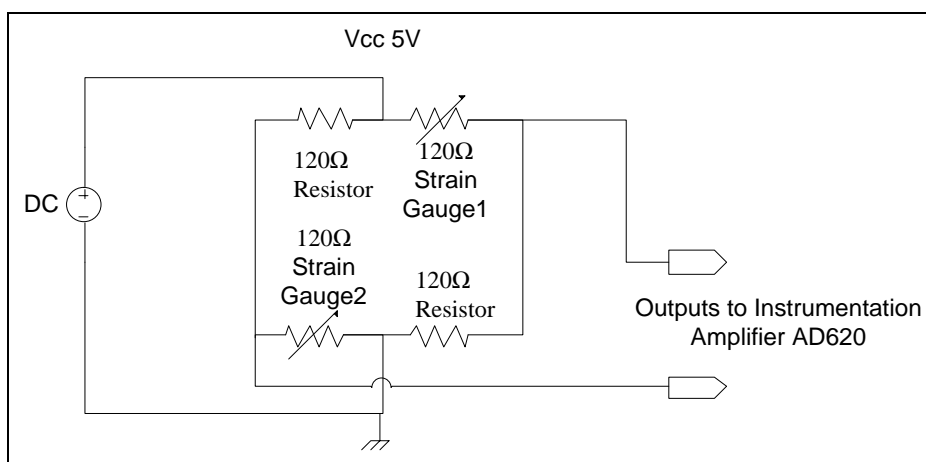 Vcc 5V
120Ω
Resistor
120Ω
Strain
Gauge1
DC
+
−
120Ω
Strain
Gauge2
120Ω
Resistor
Outputs to Instrumentation
Amplifier AD620